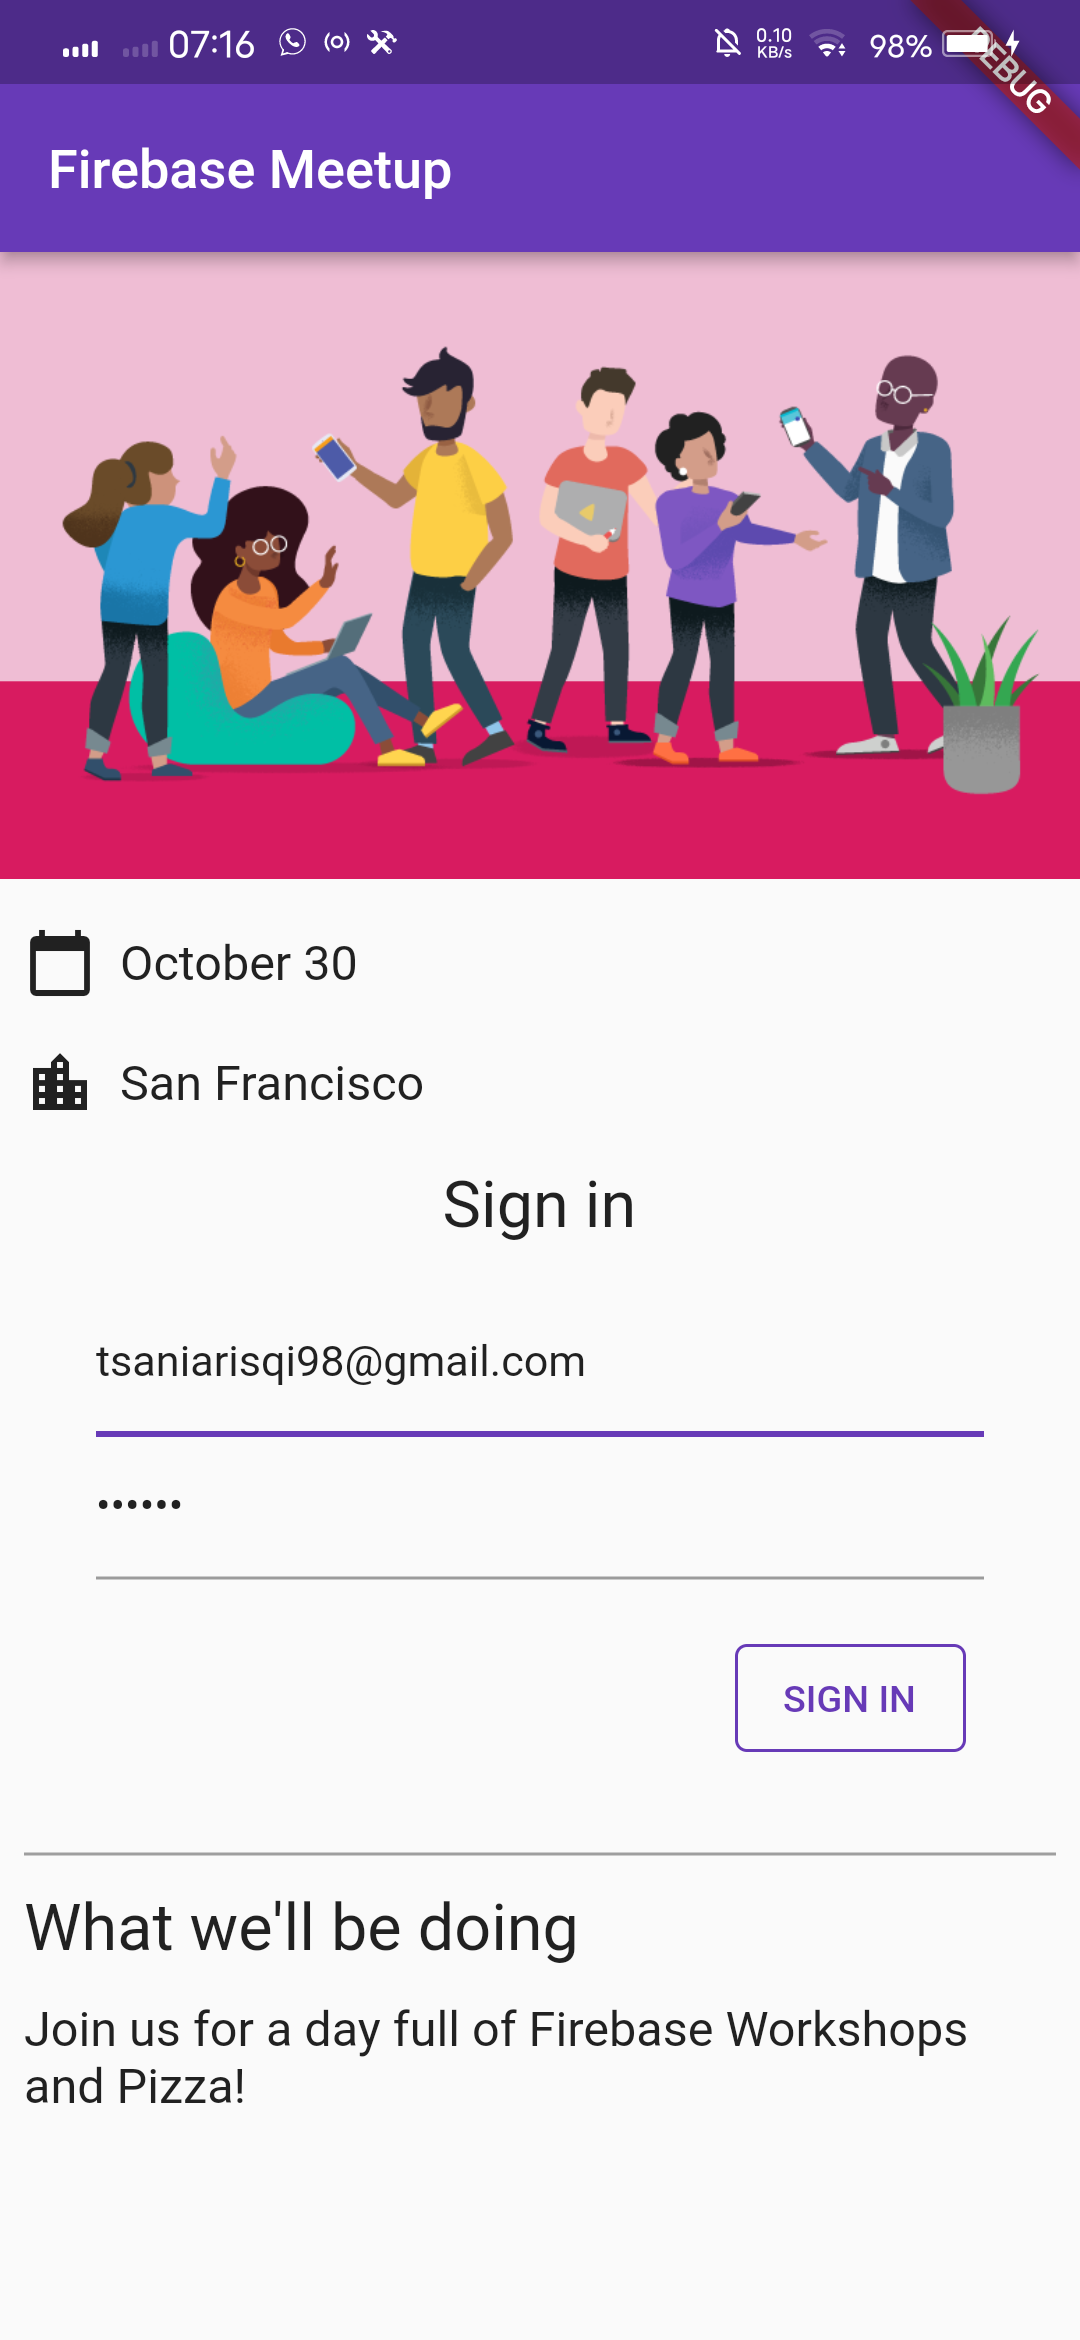 07:16
0.10
KB/s
98%
DEBUG
Firebase Meetup
October 30
San Francisco
Sign in
tsaniarisqi98@gmail.com
••••••
SIGN IN
What we'll be doing
Join us for a day full of Firebase Workshops
and Pizza!